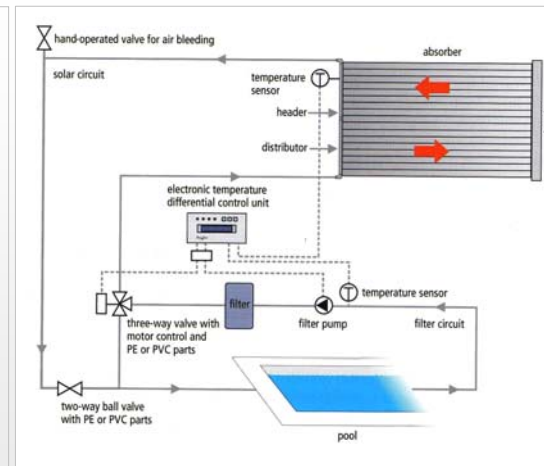 hand-operated valve for air bleeding
absorber
solar circuit
temperature
sensor
T
header
distributor
electronic temperature
differential control unit
T
temperature sensor
filter
three-way valve with
motor control and
PE or PVC parts
filter pump
filter circuit
two-way ball valve
with PE or PVC parts
pool